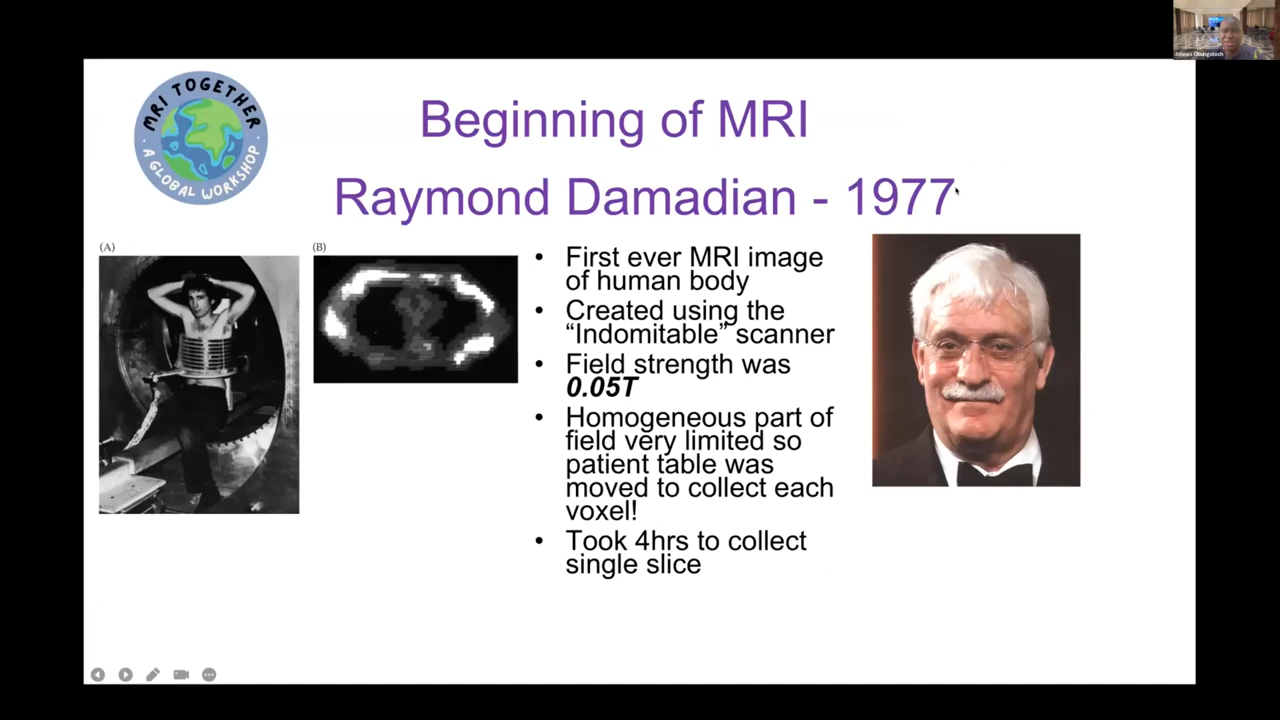 Johnes Obungoloch
MRI TOGETHER
· A GLOBAL WORKSHOP ·
Beginning of MRI
Raymond Damadian - 1977
(A)
(B)
• First ever MRI image
of human body
• Created using the
“Indomitable” scanner
• Field strength was
0.05T
• Homogeneous part of
field very limited so
patient table was
moved to collect each
voxel!
• Took 4hrs to collect
single slice